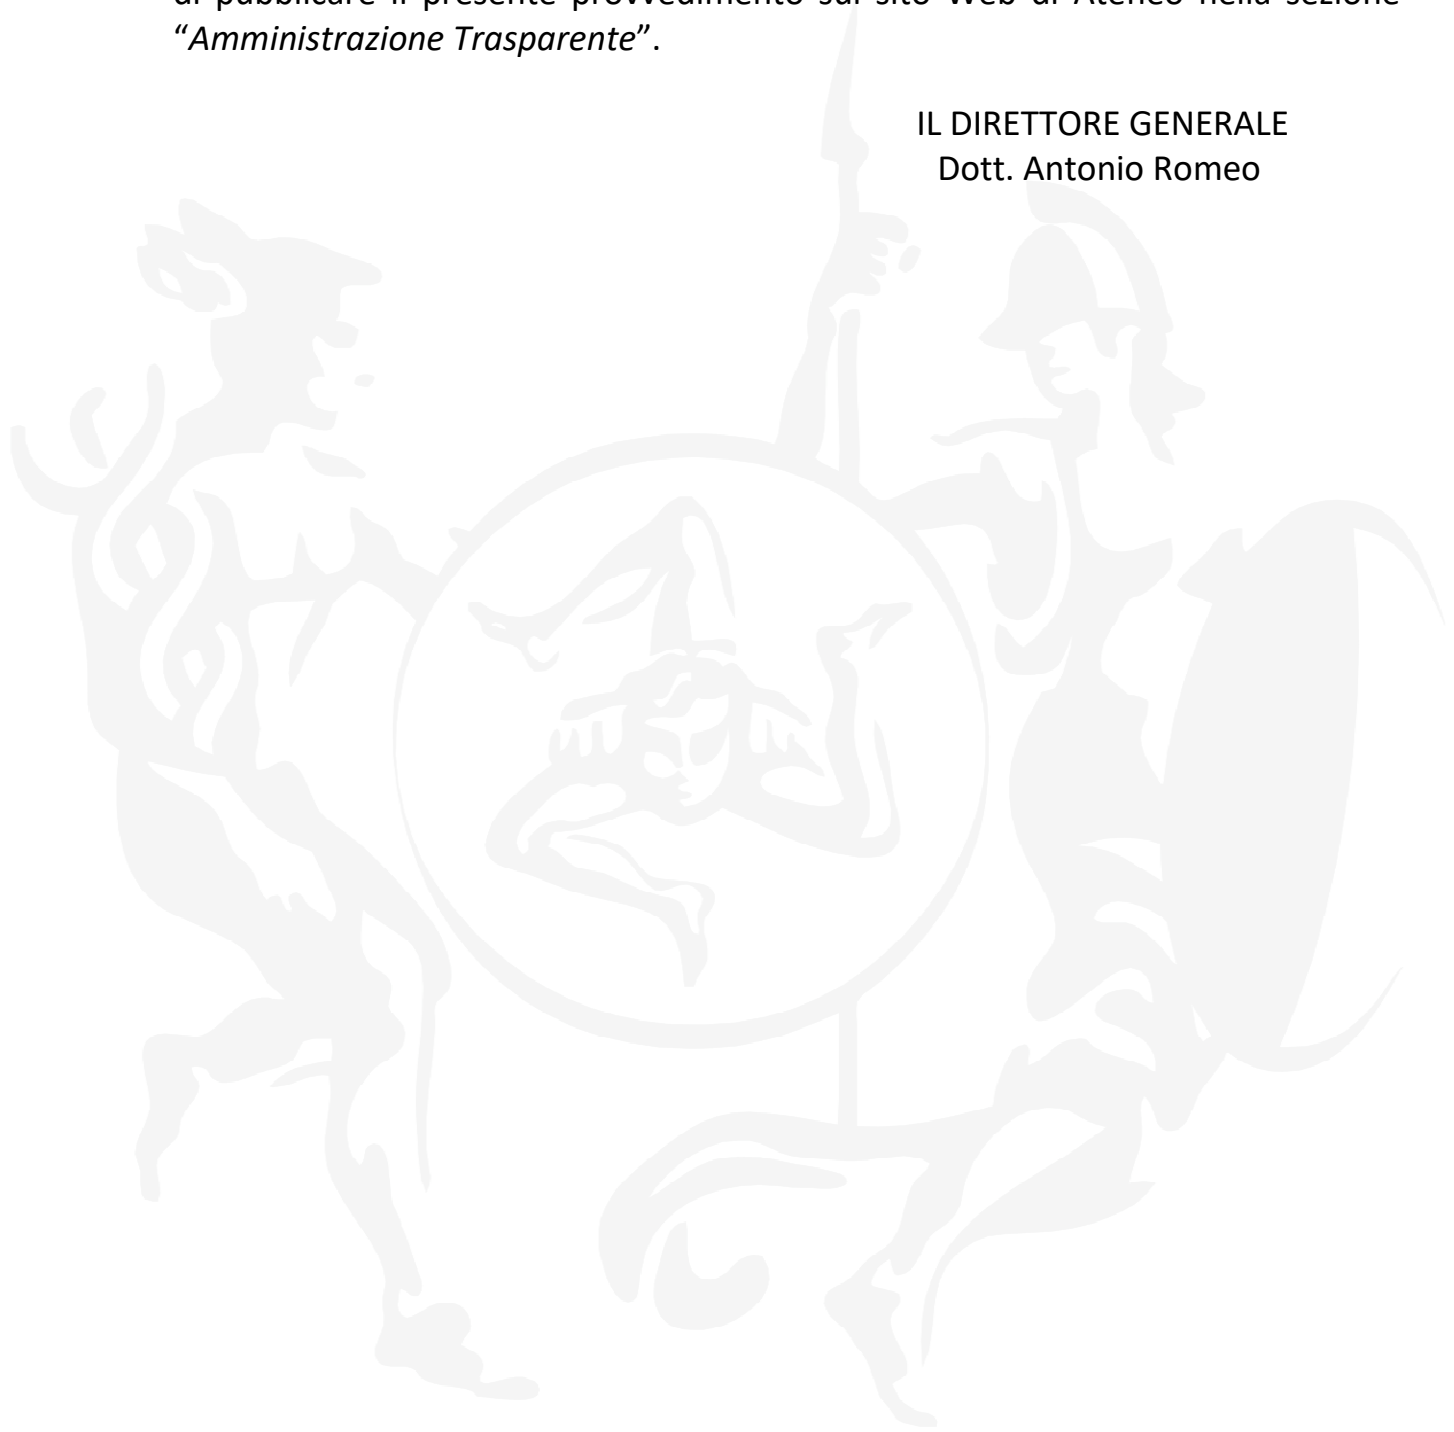 di pubblicare il presente provvedimento sul sito Web di Ateneo nella sezione
“Amministrazione Trasparente”.
IL DIRETTORE GENERALE
Dott. Antonio Romeo